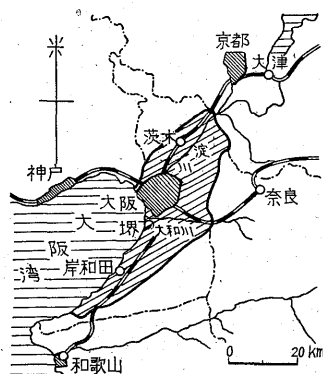 米
京都
大津
茨木
淀
川
神戸
奈良
大阪
大
阪
湾
堺
大和川
岸和田
和歌山
0
20 km